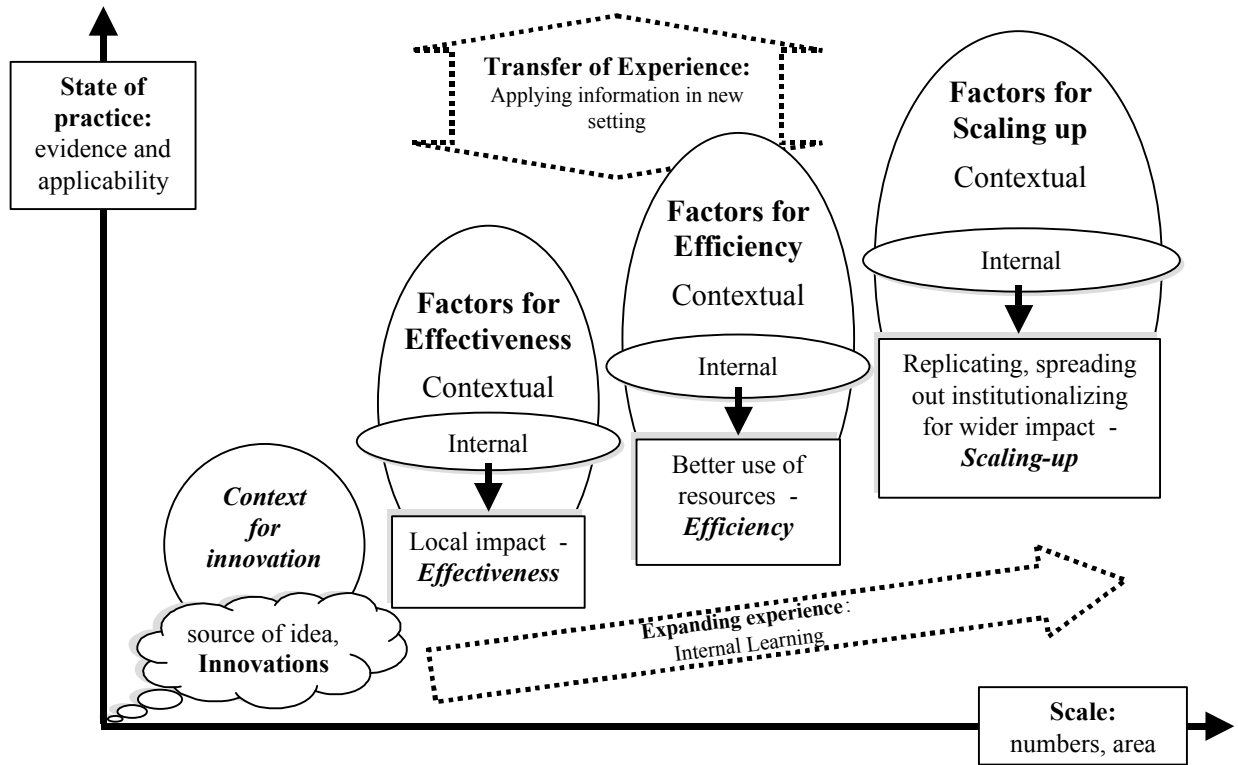 State of
practice:
evidence and
applicability
Transfer of Experience:
Applying information in new
setting
Factors for
Scaling up
Contextual
Internal
Replicating, spreading
out institutionalizing
for wider impact -
Scaling-up
Factors for
Efficiency
Contextual
Internal
Better use of
resources -
Efficiency
Factors for
Effectiveness
Contextual
Internal
Local impact -
Effectiveness
Context
for
innovation
source of idea,
Innovations
Expanding experience:
Internal Learning
Scale:
numbers, area